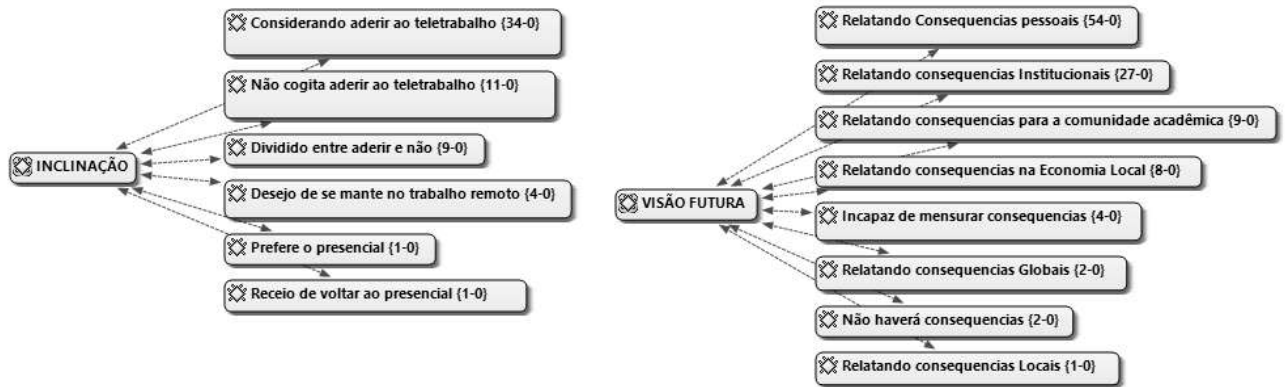 INCLINAÇÃO
Considerando aderir ao teletrabalho {34-0}
Não cogita aderir ao teletrabalho {11-0}
Dividido entre aderir e não {9-0}
Desejo de se mante no trabalho remoto {4-0}
Prefere o presencial {1-0}
Receio de voltar ao presencial {1-0}
VISÃO FUTURA
Relatando Consequencias pessoais {54-0}
Relatando consequencias Institucionais {27-0}
Relatando consequencias para a comunidade acadêmica {9-0}
Relatando consequencias na Economia Local {8-0}
Incapaz de mensurar consequencias {4-0}
Relatando consequencias Globais {2-0}
Não haverá consequencias {2-0}
Relatando consequencias Locais {1-0}